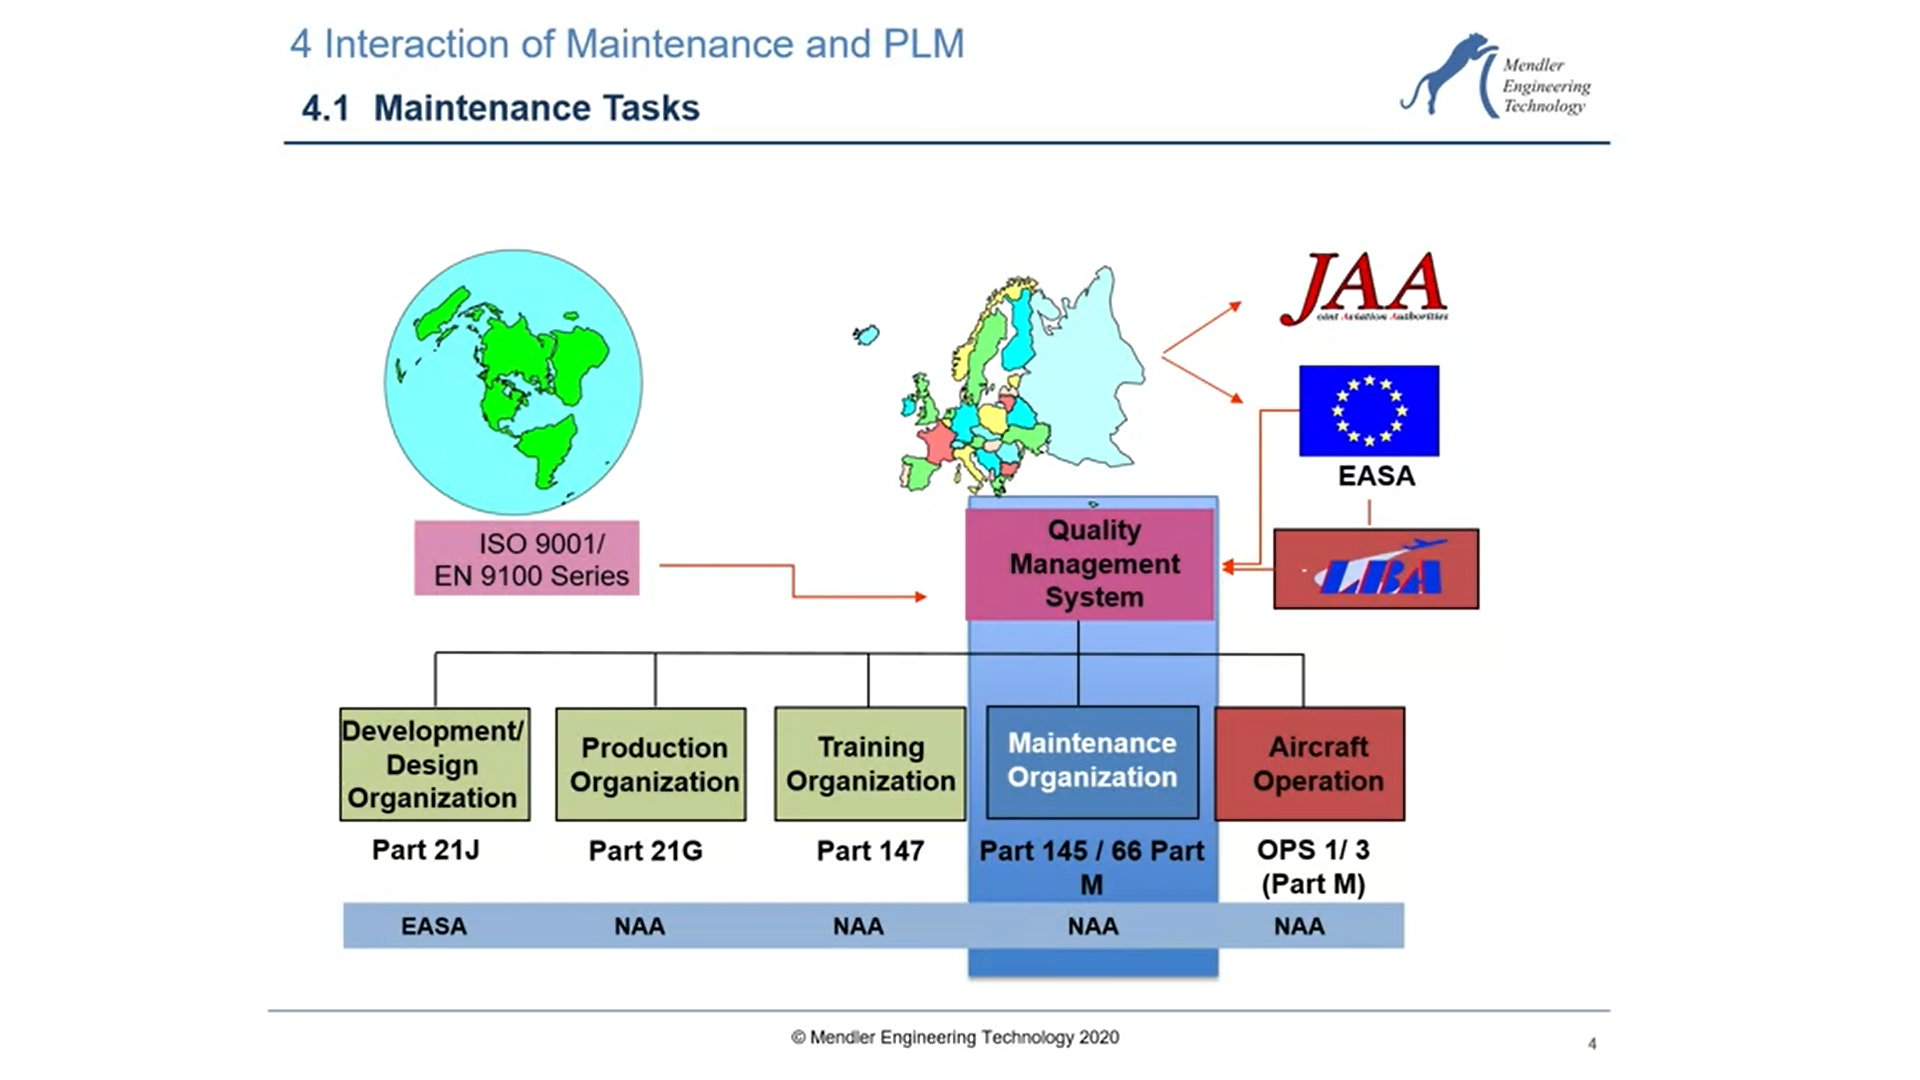 4 Interaction of Maintenance and PLM
4.1 Maintenance Tasks
Mendler
Engineering
Technology
JAA
Joint Aviation Authorities
EASA
ISO 9001/
EN 9100 Series
Quality
Management
System
LBA
Development/
Design
Organization
Production
Organization
Training
Organization
Maintenance
Organization
Aircraft
Operation
Part 21J
Part 21G
Part 147
Part 145 / 66 Part
M
OPS 1/ 3
(Part M)
EASA
NAA
NAA
NAA
NAA
© Mendler Engineering Technology 2020
4